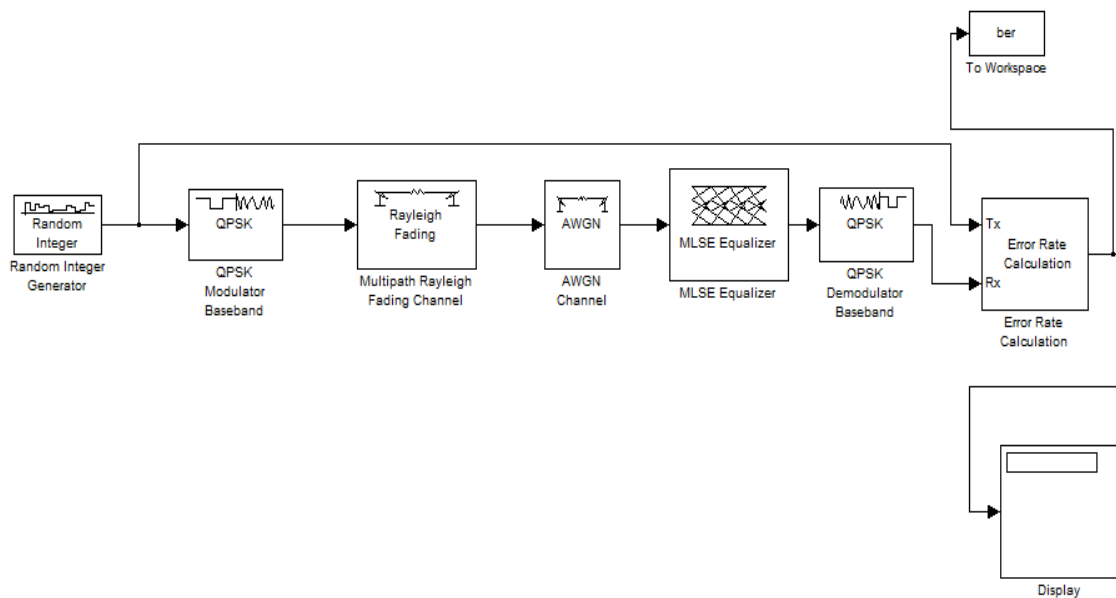 ber
To Workspace
Random
Integer
Random Integer
Generator
QPSK
QPSK
Modulator
Baseband
Rayleigh
Fading
Multipath Rayleigh
Fading Channel
AWGN
AWGN
Channel
MLSE Equalizer
MLSE Equalizer
QPSK
QPSK
Demodulator
Baseband
Tx
Error Rate
Calculation
Rx
Error Rate
Calculation
Display